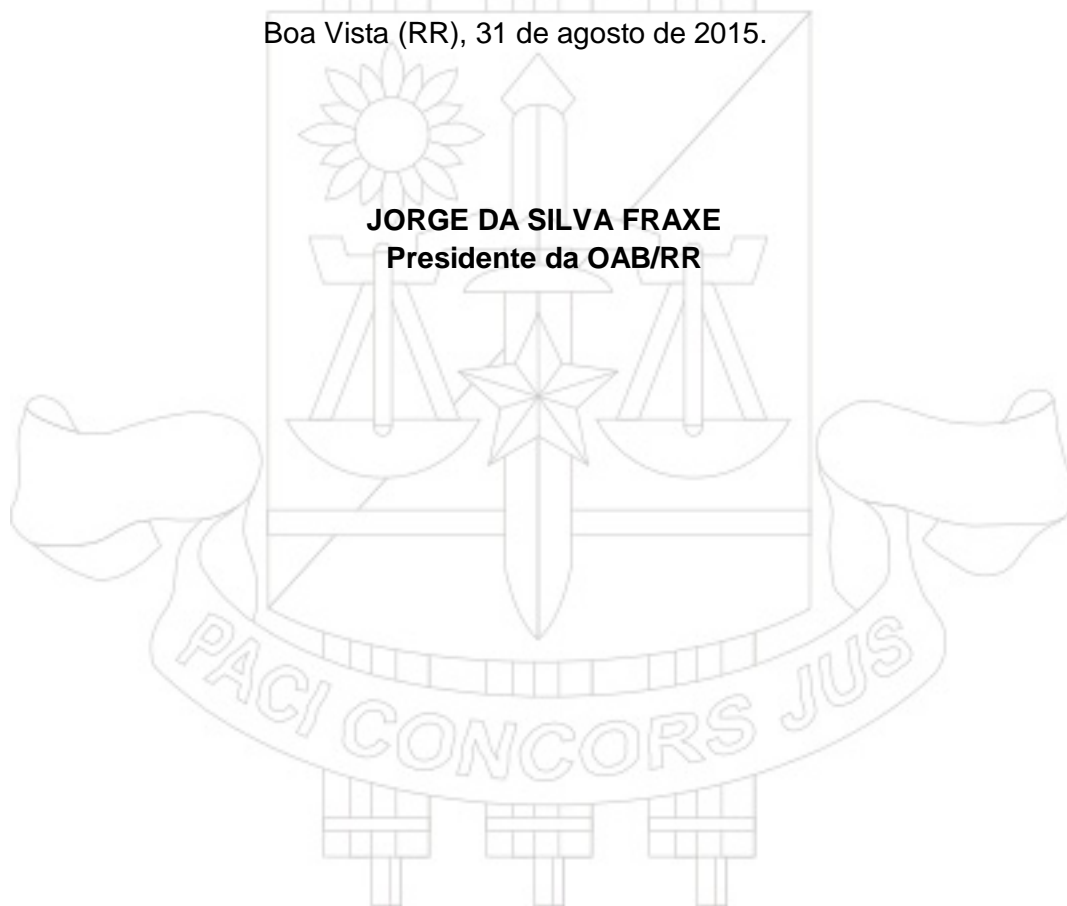 Boa Vista (RR), 31 de agosto de 2015.
JORGE DA SILVA FRAXE
Presidente da OAB/RR
PACI CONCORS JUS